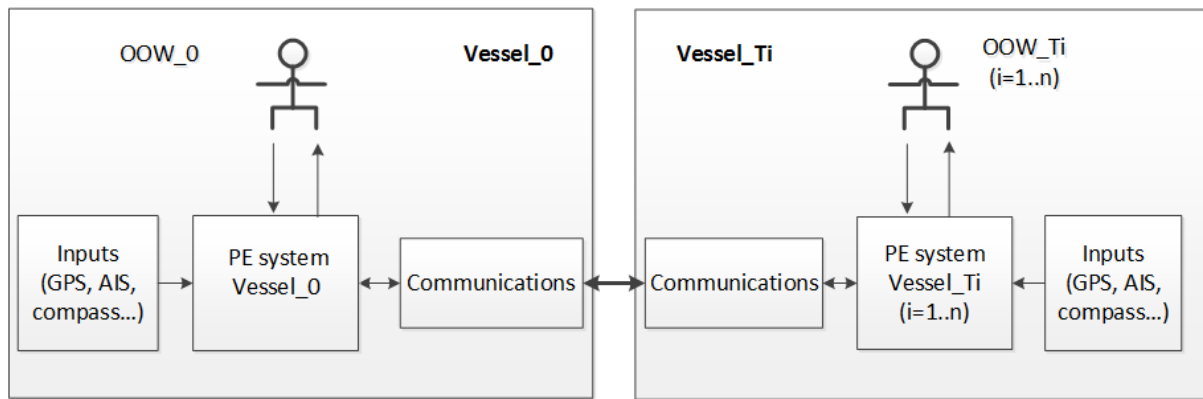 OOW_0
Vessel_0
Inputs
(GPS, AIS,
compass...)
PE system
Vessel_0
Communications
Vessel_Ti
OOW_Ti
(i=1..n)
Communications
PE system
Vessel_Ti
(i=1..n)
Inputs
(GPS, AIS,
compass...)